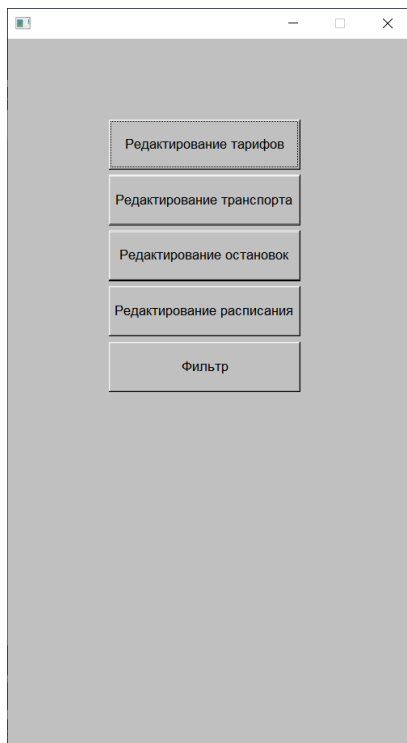 Редактирование тарифов
Редактирование транспорта
Редактирование остановок
Редактирование расписания
Фильтр